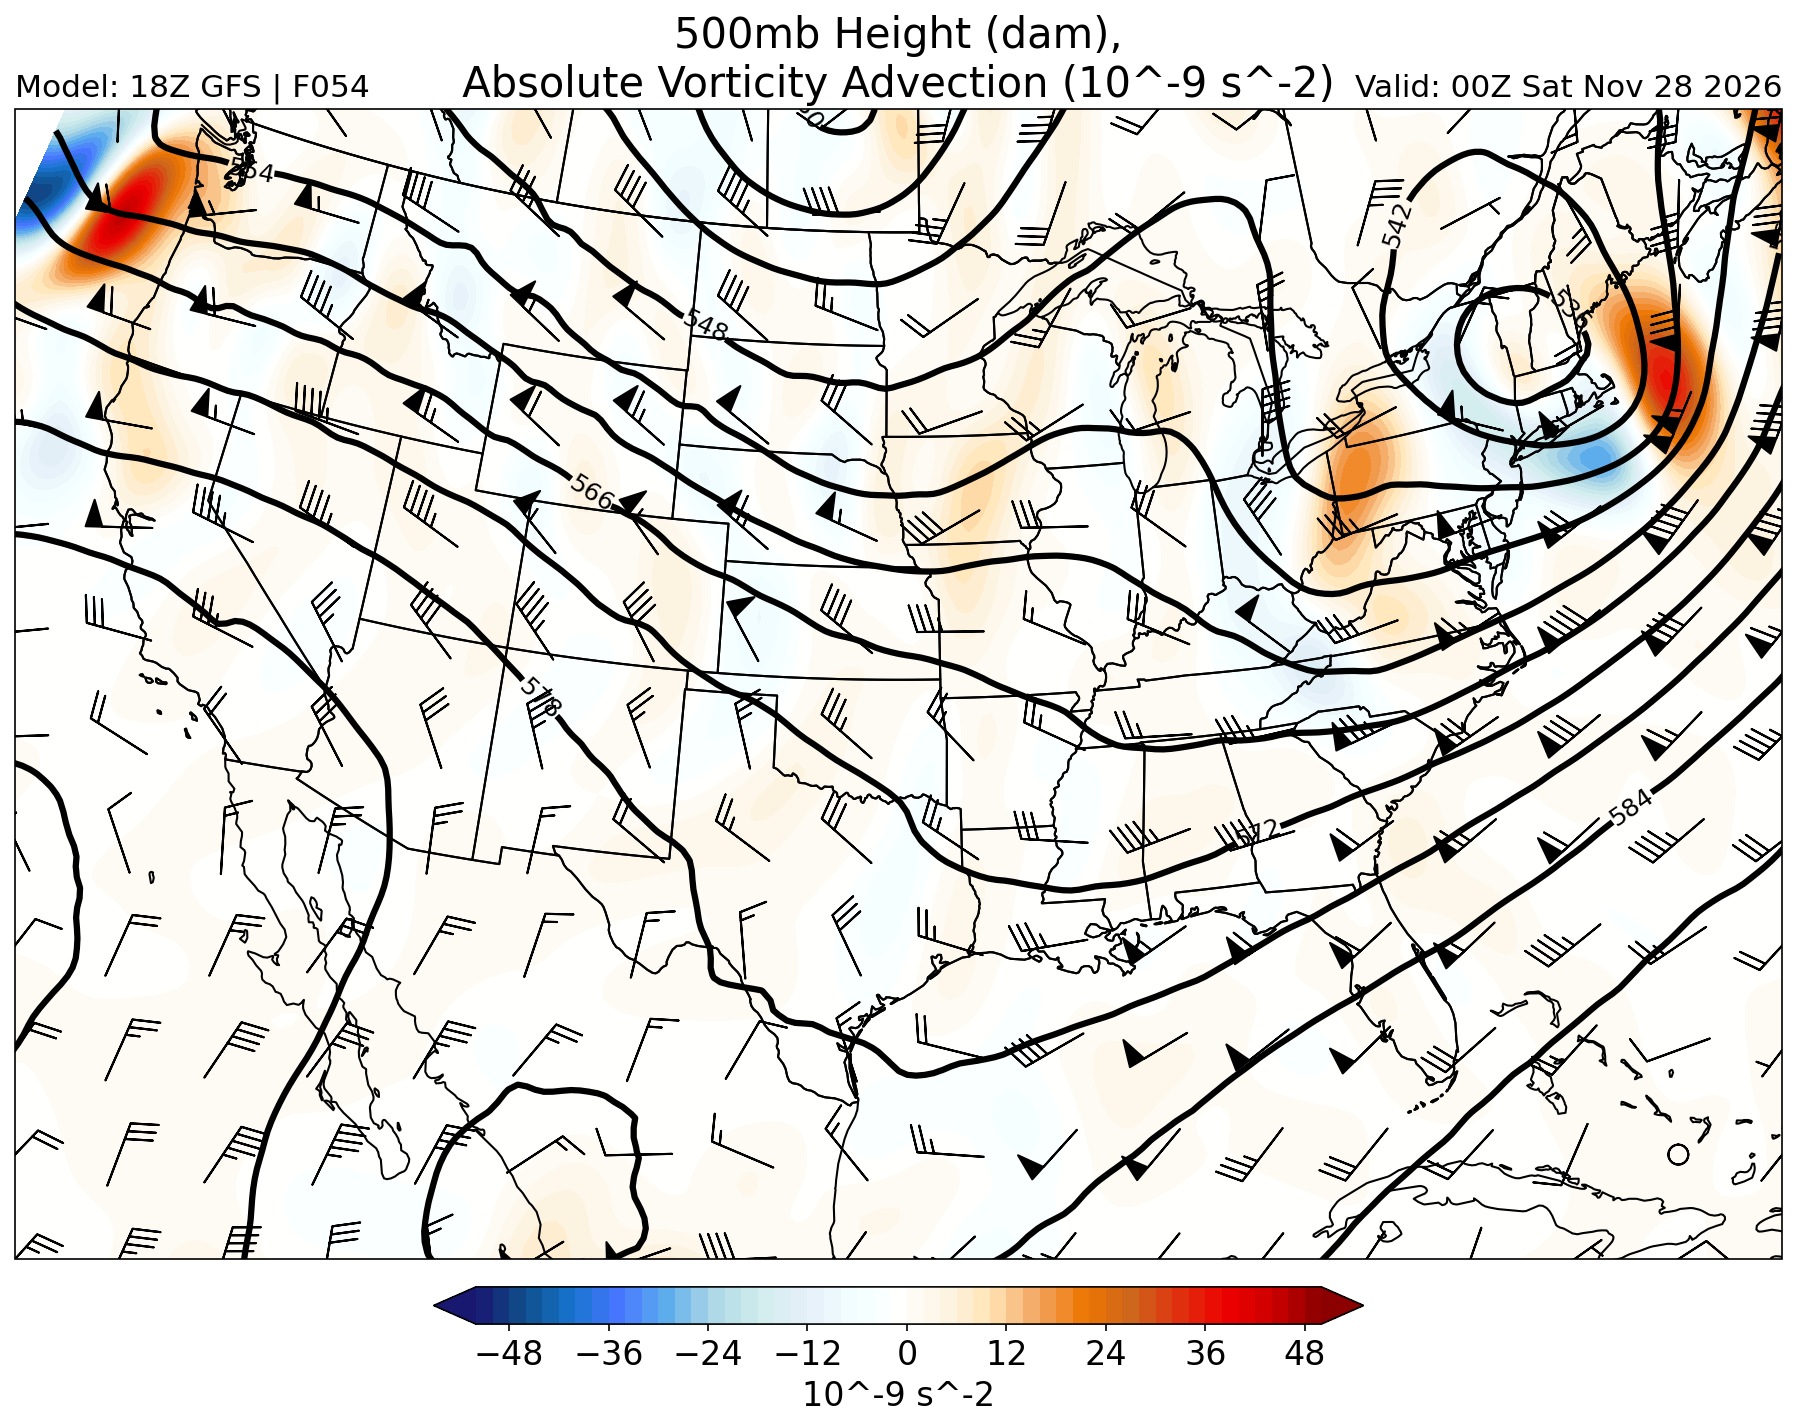 500mb Height (dam),
Model: 18Z GFS | F054
Absolute Vorticity Advection (10^-9 s^-2)
Valid: 00Z Sat Nov 28 2026
542
548
566
578
584
572
−48 −36 −24 −12 0 12 24 36 48
10^-9 s^-2